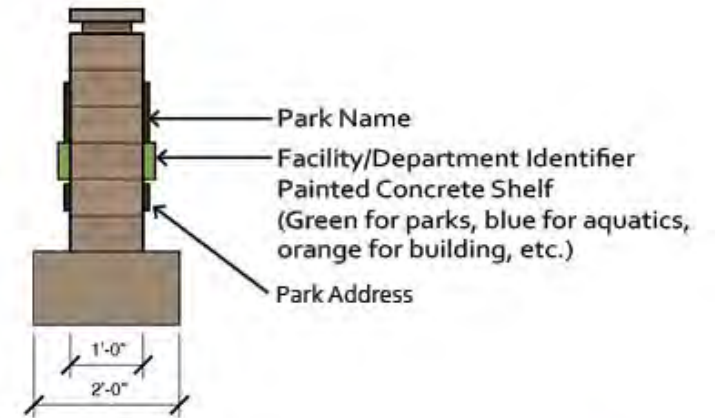 Park Name
Facility/Department Identifier
Painted Concrete Shelf
(Green for parks, blue for aquatics,
orange for building, etc.)
Park Address
1'-0"
2'-0"